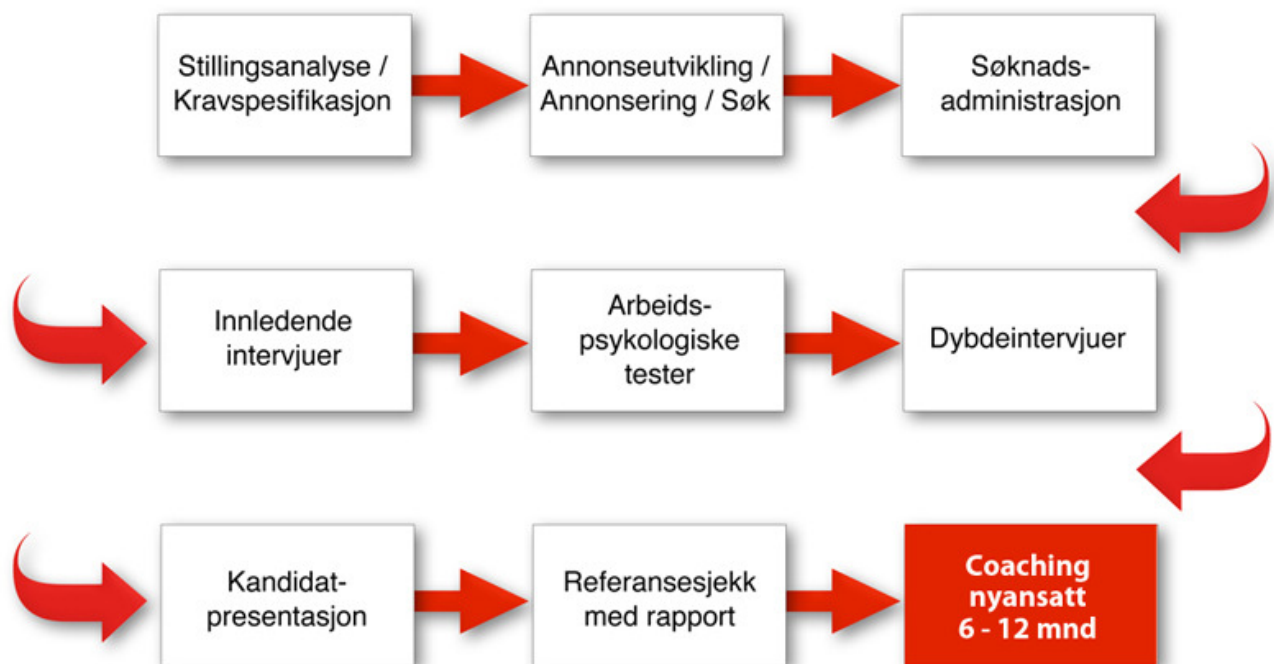 Stillingsanalyse /
Kravspesifikasjon
Annonseutvikling /
Annonsering / Søk
Søknads-
administrasjon
Innledende
intervjuer
Arbeids-
psykologiske
tester
Dybdeintervjuer
Kandidat-
presentasjon
Referansesjekk
med rapport
Coaching
nyansatt
6 - 12 mnd